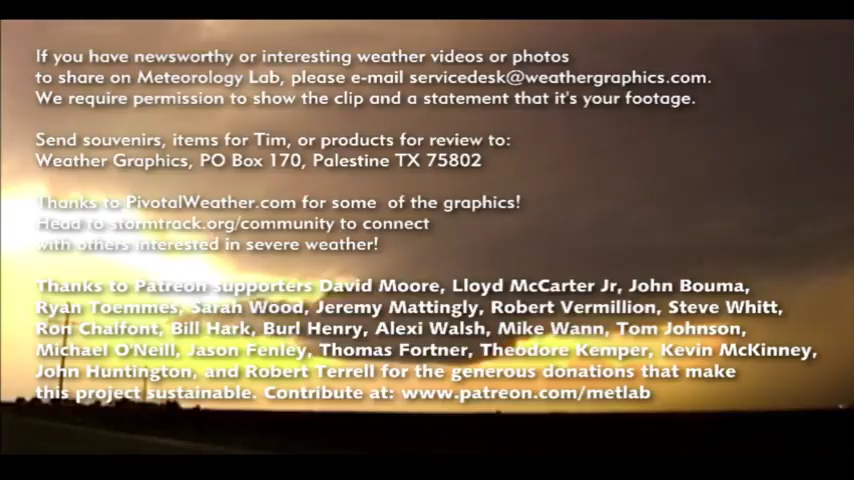 If you have newsworthy or interesting weather videos or photos
to share on Meteorology Lab, please e-mail servicedesk@weathergraphics.com.
We require permission to show the clip and a statement that it's your footage.
Send souvenirs, items for Tim, or products for review to:
Weather Graphics, PO Box 170, Palestine TX 75802
Thanks to PivotalWeather.com for some of the graphics!
Head to stormtrack.org/community to connect
with others interested in severe weather!
Thanks to Patreon supporters David Moore, Lloyd McCarter Jr, John Bouma,
Ryan Toemmes, Sarah Wood, Jeremy Mattingly, Robert Vermillion, Steve Whitt,
Ron Chalfont, Bill Hark, Burl Henry, Alexi Walsh, Mike Wann, Tom Johnson,
Michael O'Neill, Jason Fenley, Thomas Fortner, Theodore Kemper, Kevin McKinney,
John Huntington, and Robert Terrell for the generous donations that make
this project sustainable. Contribute at: www.patreon.com/metlab